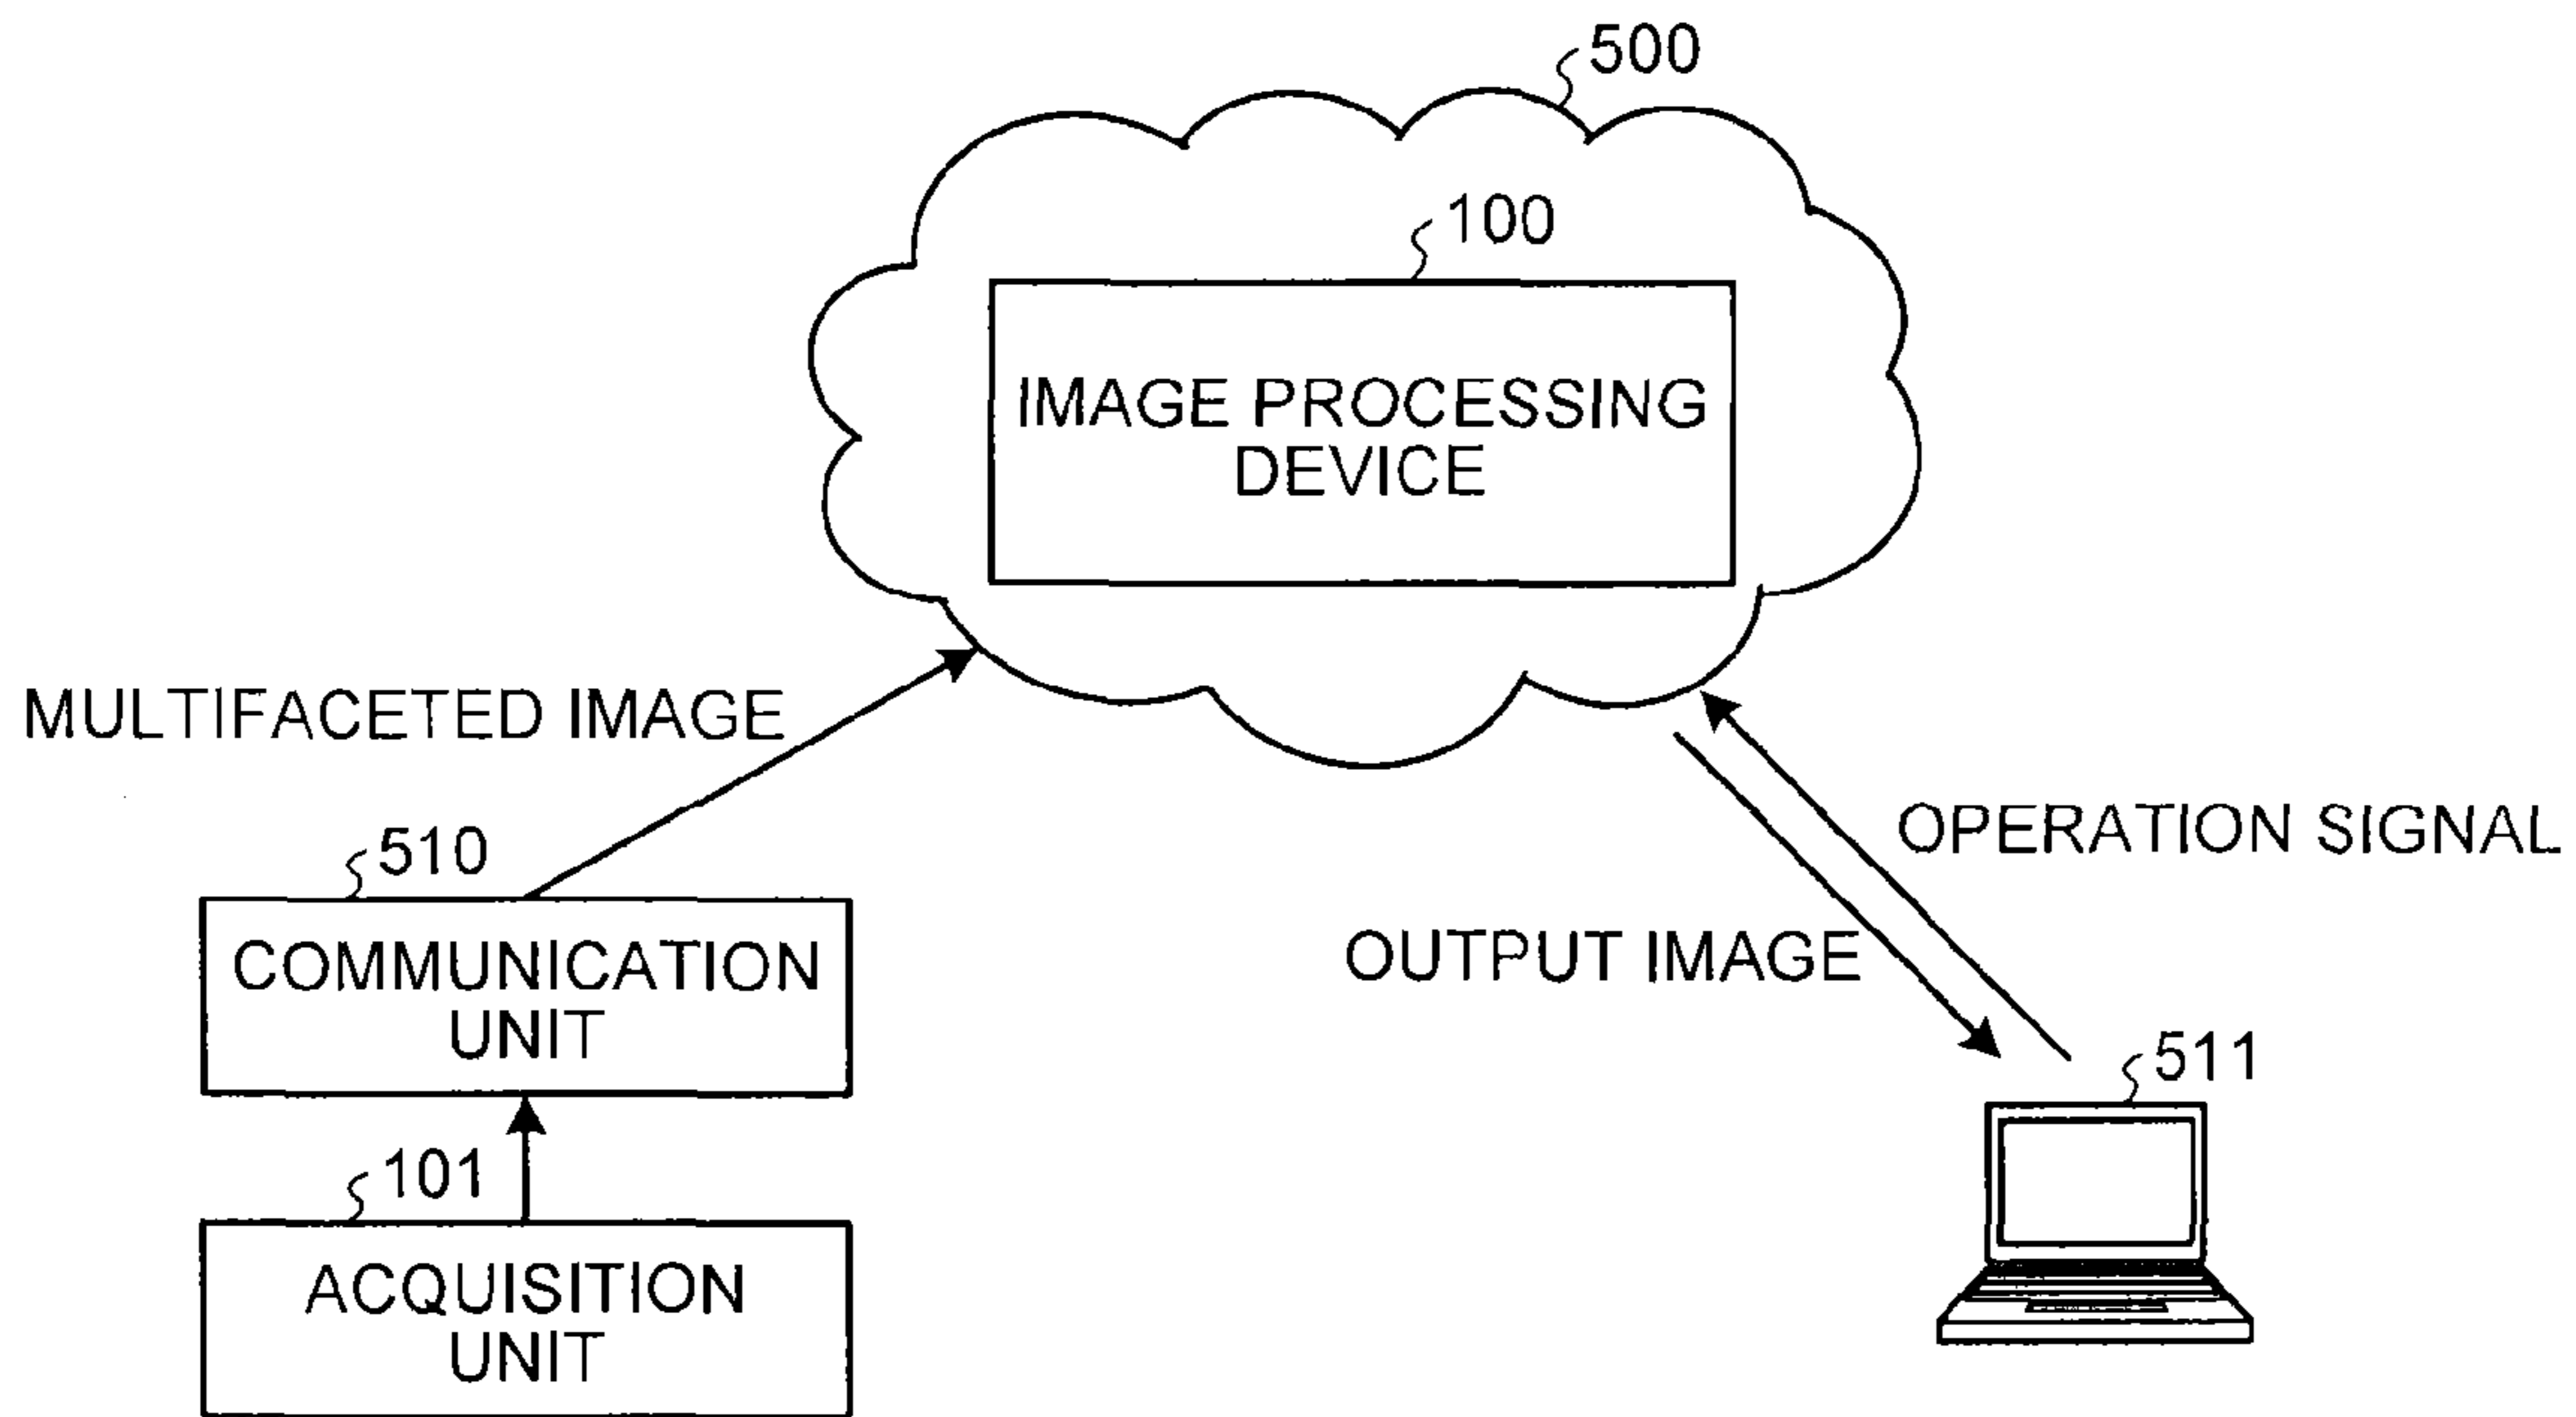 500
100
IMAGE PROCESSING
DEVICE
MULTIFACETED IMAGE
OPERATION SIGNAL
OUTPUT IMAGE
510
COMMUNICATION
UNIT
511
101
ACQUISITION
UNIT